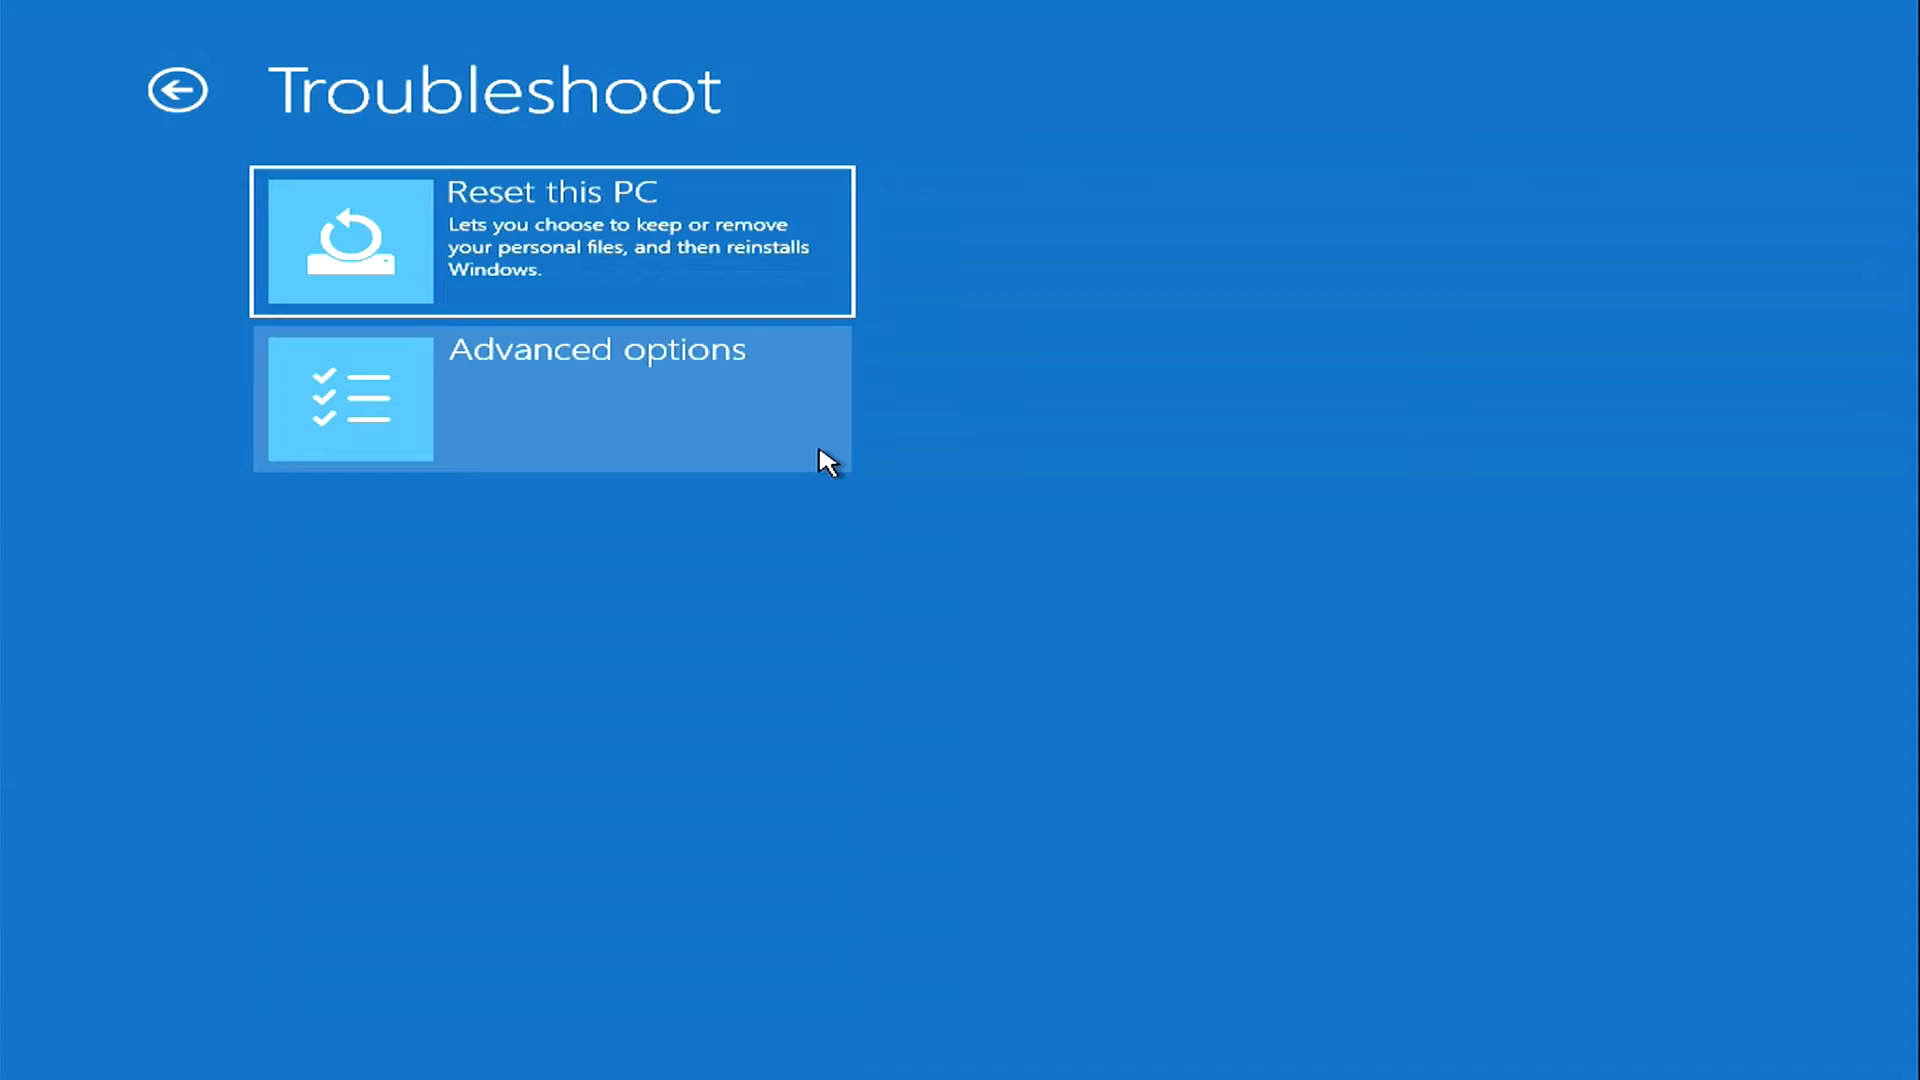 Troubleshoot
Reset this PC
Lets you choose to keep or remove
your personal files, and then reinstalls
Windows.
Advanced options